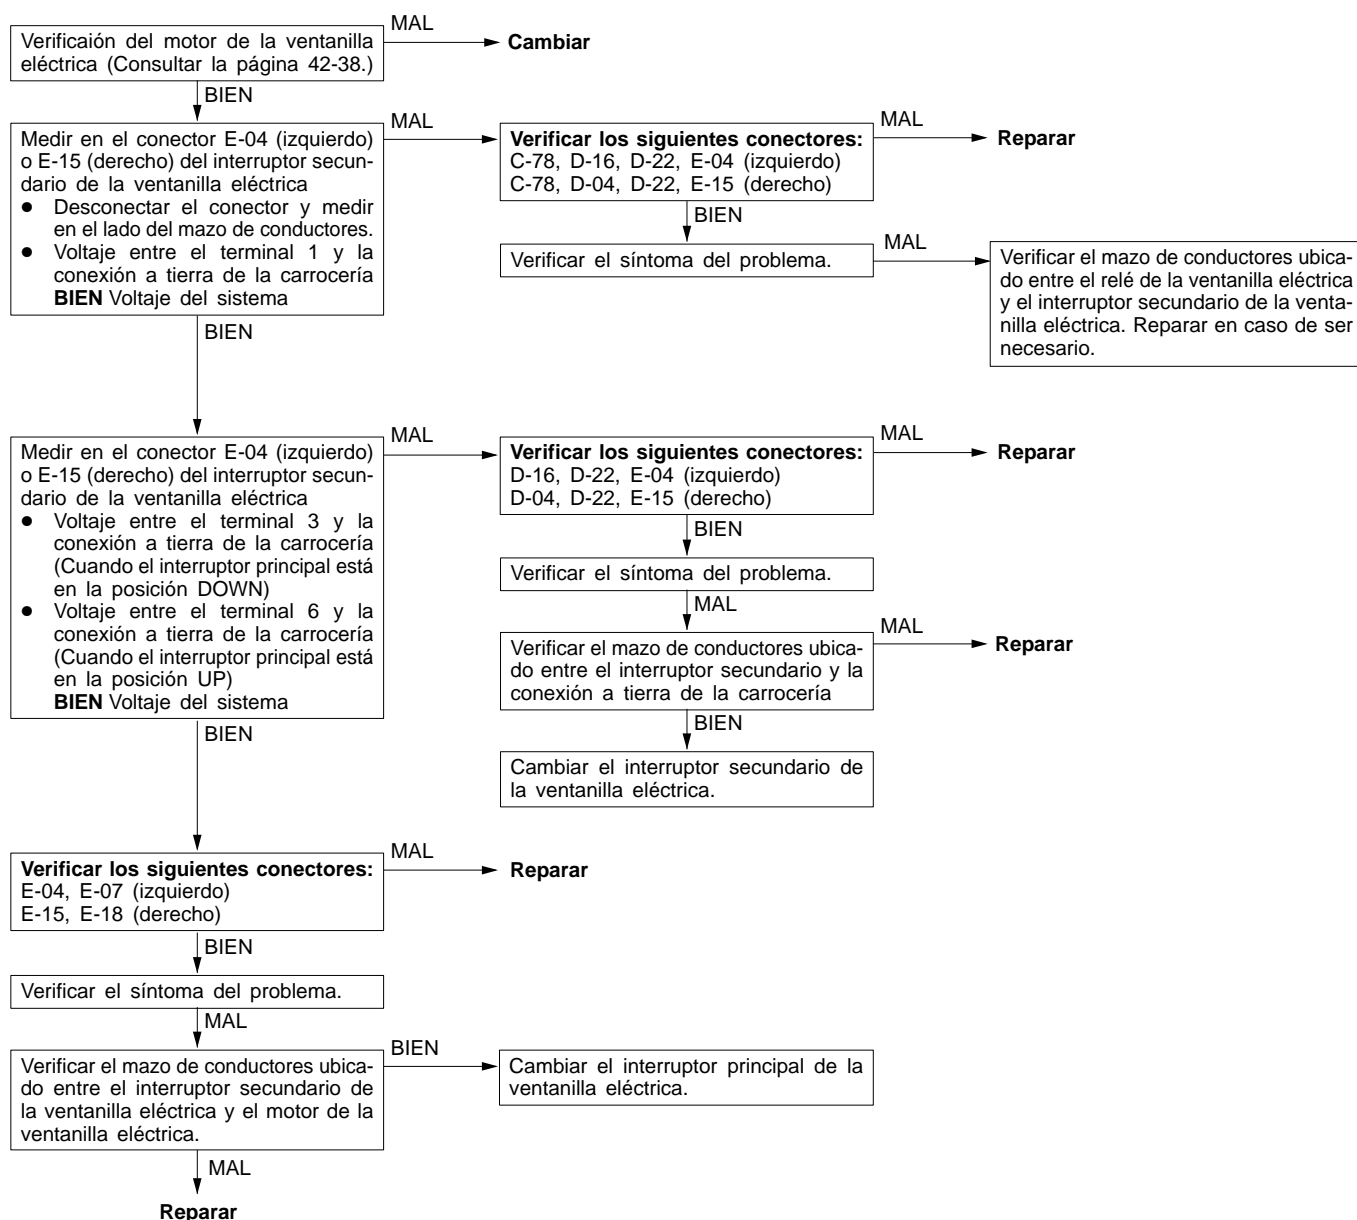 MAL
Verificaión del motor de la ventanilla
eléctrica (Consultar la página 42-38.)
Cambiar
BIEN
Medir en el conector E-04 (izquierdo)
o E-15 (derecho) del interruptor secun-
dario de la ventanilla eléctrica
● Desconectar el conector y medir
en el lado del mazo de conductores.
● Voltaje entre el terminal 1 y la
conexión a tierra de la carrocería
BIEN Voltaje del sistema
MAL
Verificar los siguientes conectores:
C-78, D-16, D-22, E-04 (izquierdo)
C-78, D-04, D-22, E-15 (derecho)
MAL
Reparar
BIEN
Verificar el síntoma del problema.
MAL
Verificar el mazo de conductores ubica-
do entre el relé de la ventanilla eléctrica
y el interruptor secundario de la venta-
nilla eléctrica. Reparar en caso de ser
necesario.
BIEN
Medir en el conector E-04 (izquierdo)
o E-15 (derecho) del interruptor secun-
dario de la ventanilla eléctrica
● Voltaje entre el terminal 3 y la
conexión a tierra de la carrocería
(Cuando el interruptor principal está
en la posición DOWN)
● Voltaje entre el terminal 6 y la
conexión a tierra de la carrocería
(Cuando el interruptor principal está
en la posición UP)
BIEN Voltaje del sistema
MAL
Verificar los siguientes conectores:
D-16, D-22, E-04 (izquierdo)
D-04, D-22, E-15 (derecho)
MAL
Reparar
BIEN
Verificar el síntoma del problema.
MAL
Verificar el mazo de conductores ubica-
do entre el interruptor secundario y la
conexión a tierra de la carrocería
MAL
Reparar
BIEN
Cambiar el interruptor secundario de
la ventanilla eléctrica.
BIEN
Verificar los siguientes conectores:
E-04, E-07 (izquierdo)
E-15, E-18 (derecho)
MAL
Reparar
BIEN
Verificar el síntoma del problema.
MAL
Verificar el mazo de conductores ubica-
do entre el interruptor secundario de
la ventanilla eléctrica y el motor de la
ventanilla eléctrica.
BIEN
Cambiar el interruptor principal de la
ventanilla eléctrica.
MAL
Reparar